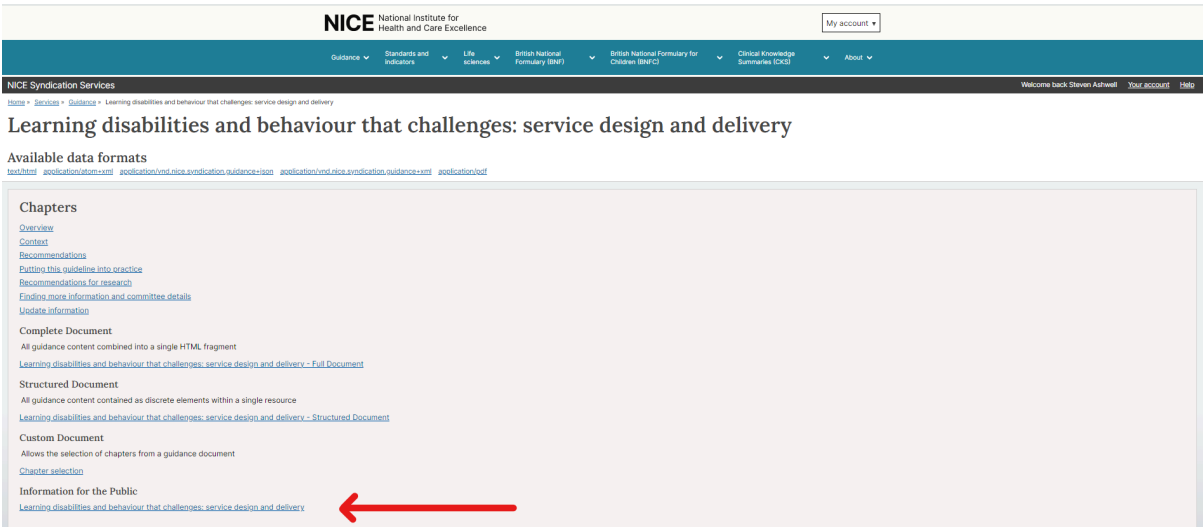 NICE National Institute for
Health and Care Excellence
My account ▾
Guidance
Standards and
indicators
Life
sciences
British National
Formulary (BNF)
British National Formulary for
Children (BNFC)
Clinical Knowledge
Summaries (CKS)
About
NICE Syndication Services
Welcome back Steven Ashwell Your account Help
Home » Services » Guidance » Learning disabilities and behaviour that challenges: service design and delivery
Learning disabilities and behaviour that challenges: service design and delivery
Available data formats
text/html application/atom+xml application/vnd.nice.syndication.guidance+json application/vnd.nice.syndication.guidance+xml application/pdf
Chapters
Overview
Context
Recommendations
Putting this guideline into practice
Recommendations for research
Finding more information and committee details
Update information
Complete Document
All guidance content combined into a single HTML fragment
Learning disabilities and behaviour that challenges: service design and delivery - Full Document
Structured Document
All guidance content contained as discrete elements within a single resource
Learning disabilities and behaviour that challenges: service design and delivery - Structured Document
Custom Document
Allows the selection of chapters from a guidance document
Chapter selection
Information for the Public
Learning disabilities and behaviour that challenges: service design and delivery